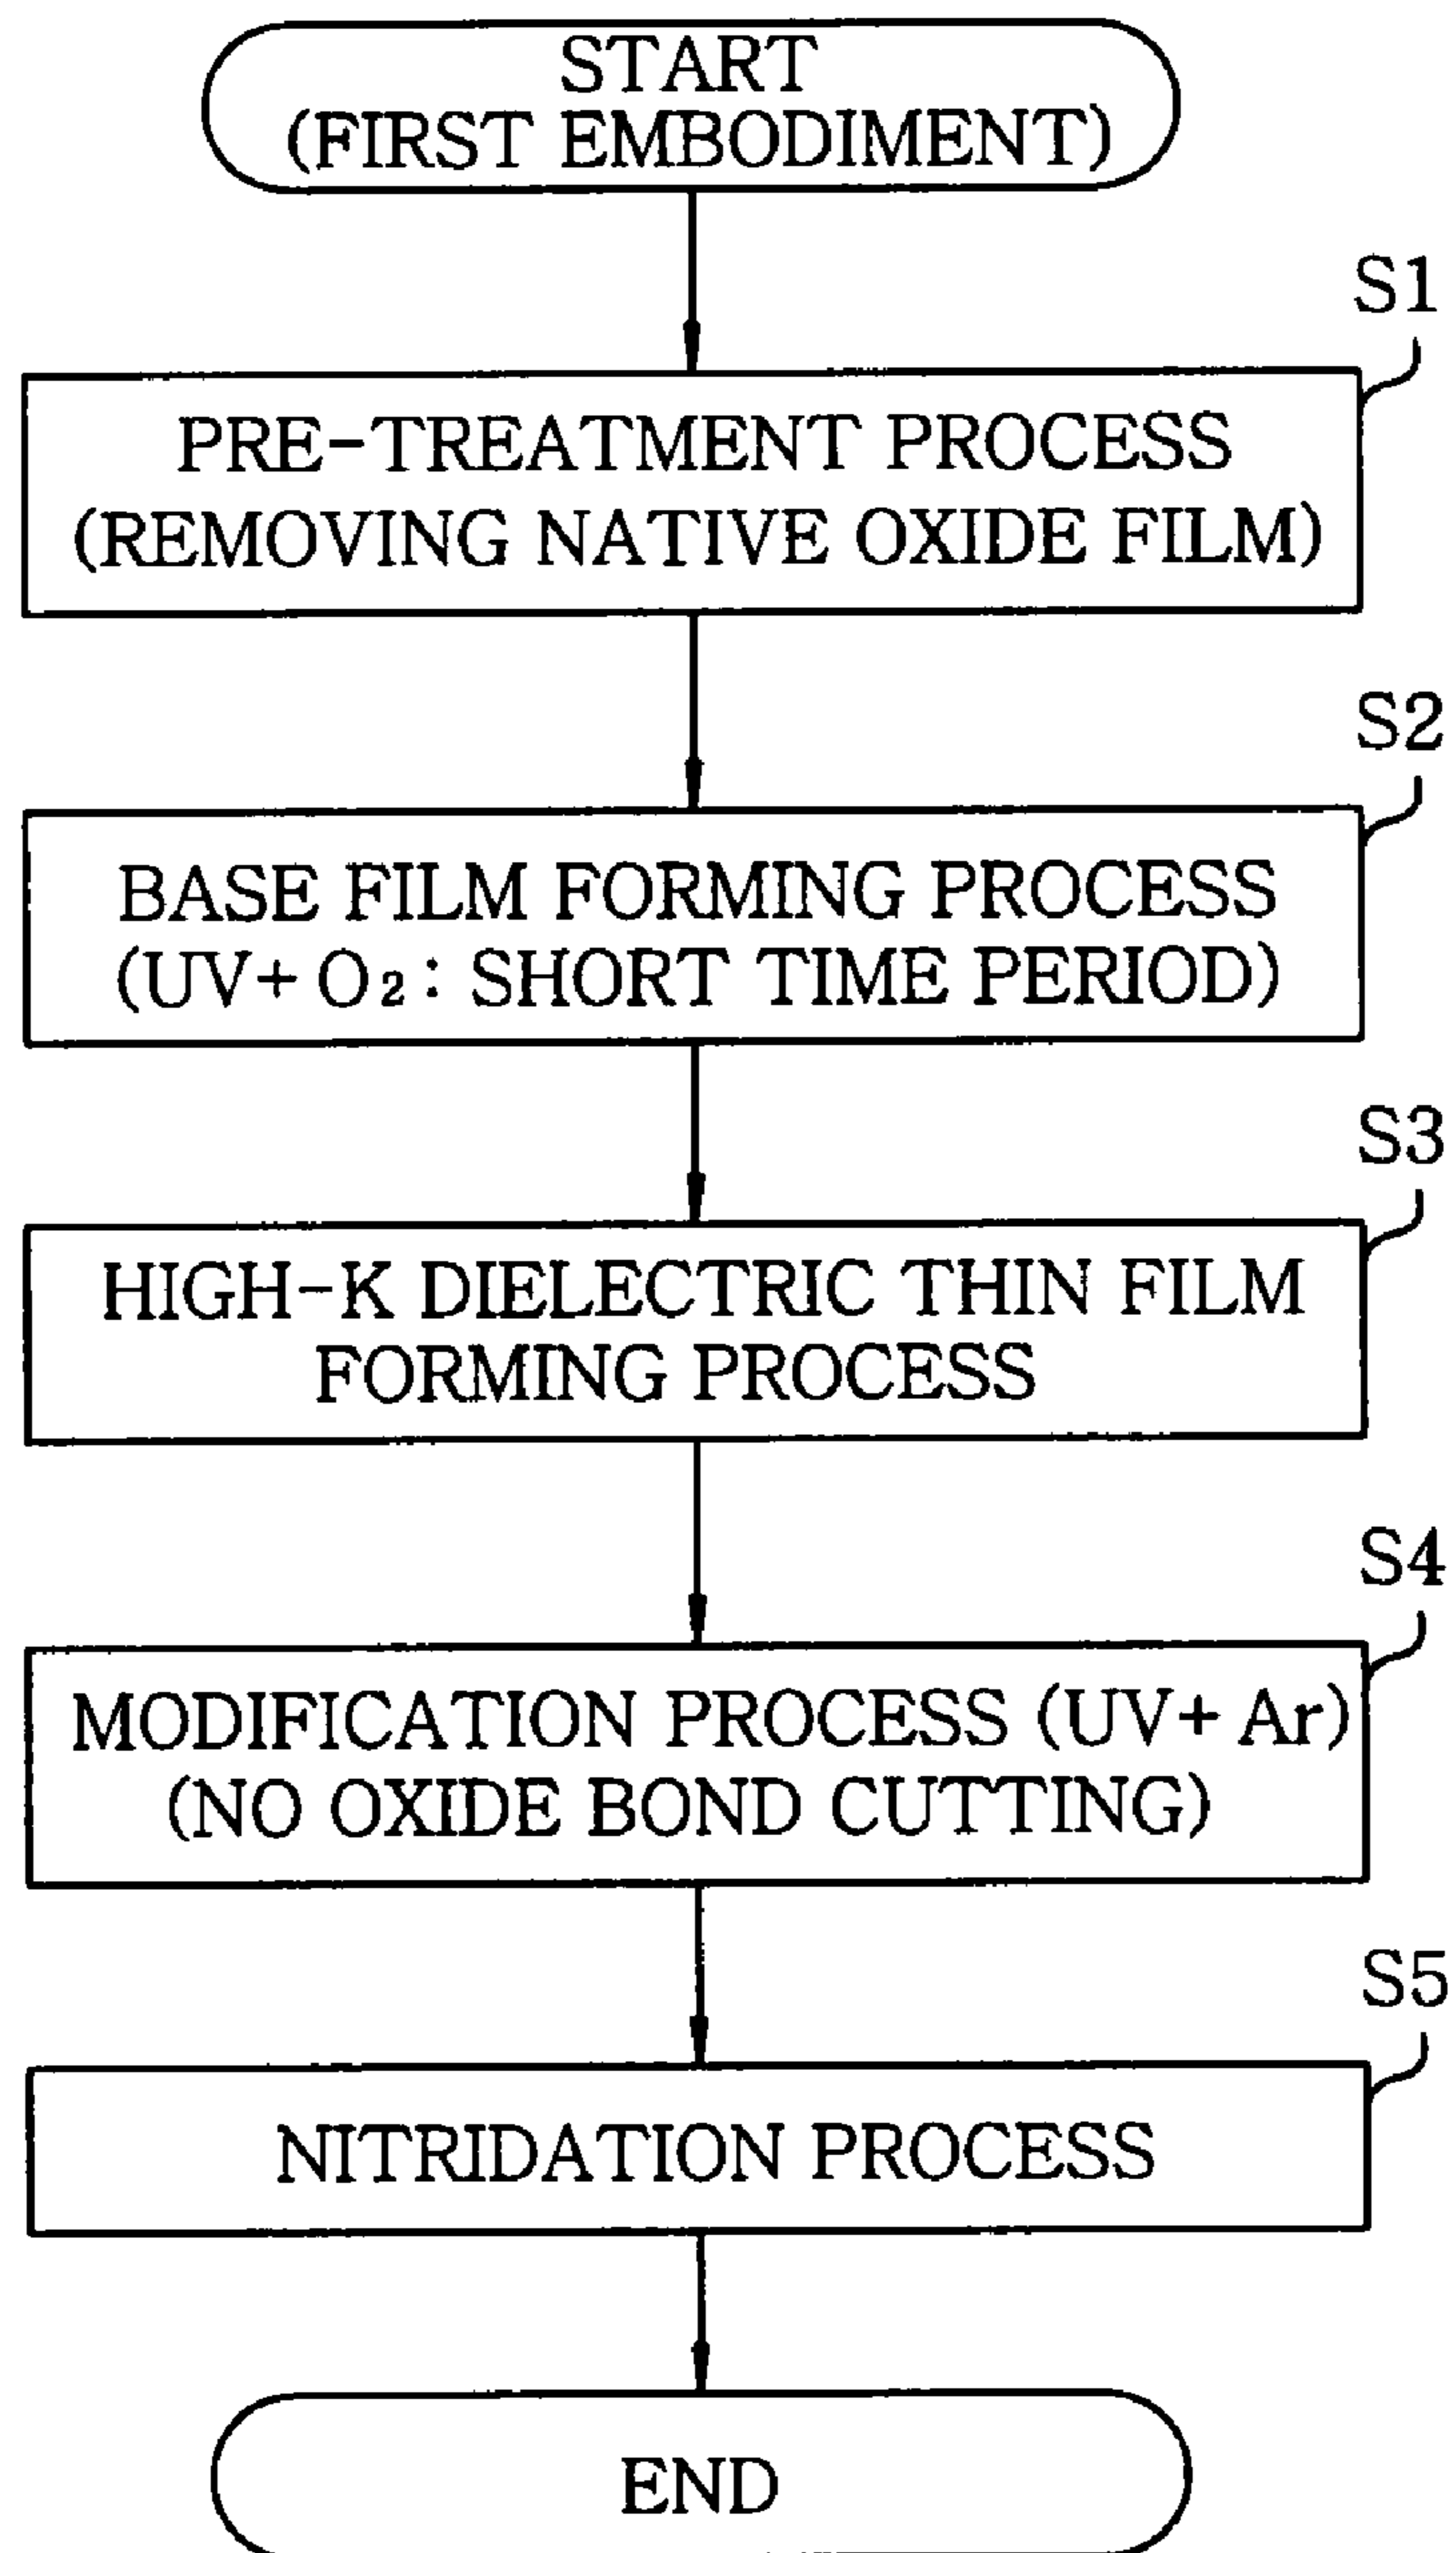 START
(FIRST EMBODIMENT)
S1
PRE-TREATMENT PROCESS
(REMOVING NATIVE OXIDE FILM)
S2
BASE FILM FORMING PROCESS
(UV+ O₂ : SHORT TIME PERIOD)
S3
HIGH-K DIELECTRIC THIN FILM
FORMING PROCESS
S4
MODIFICATION PROCESS (UV+ Ar)
(NO OXIDE BOND CUTTING)
S5
NITRIDATION PROCESS
END